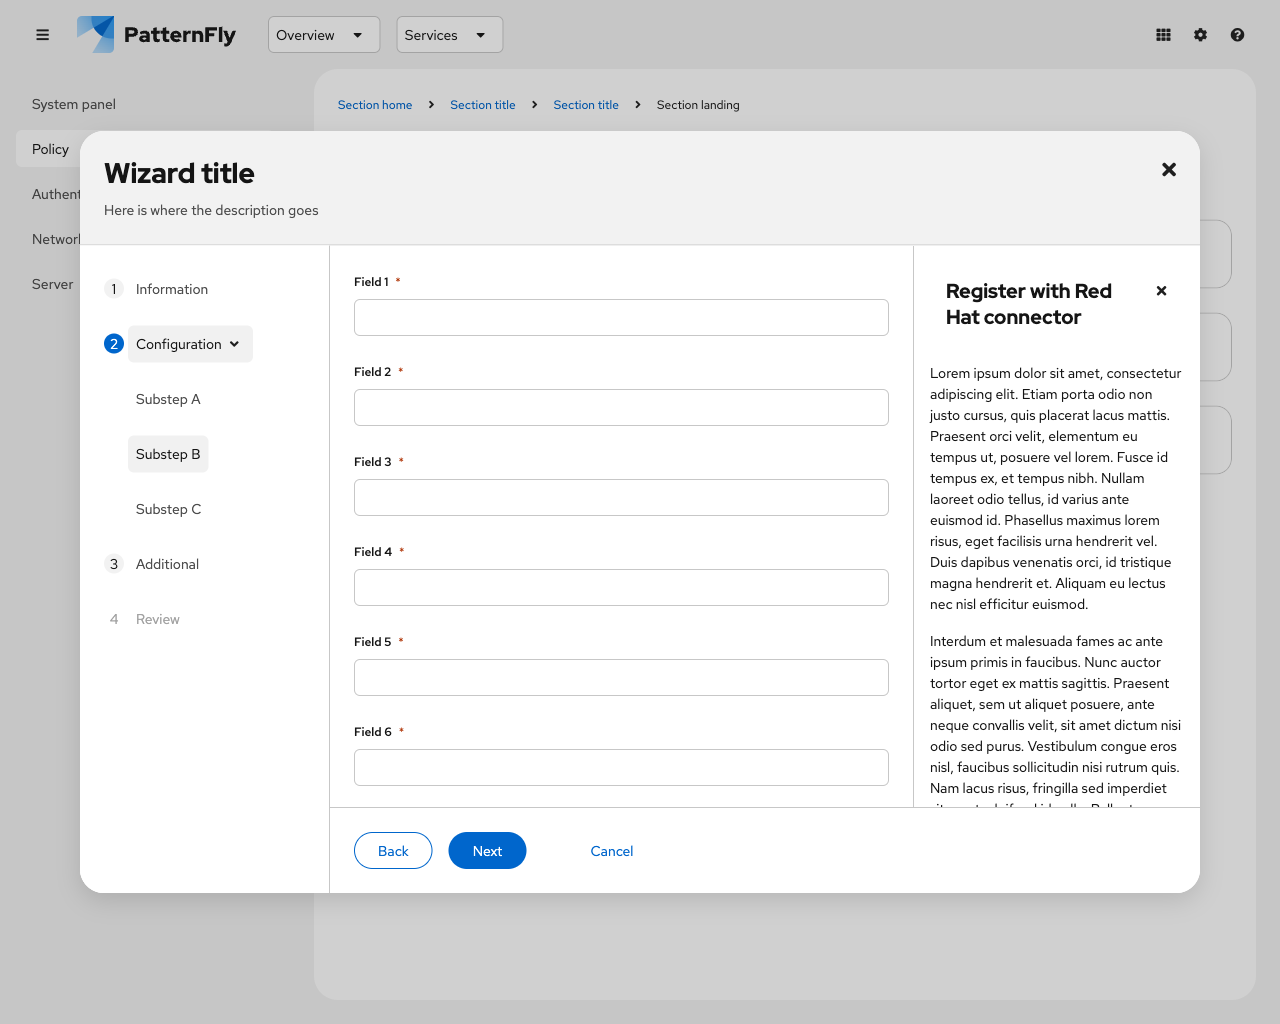 PatternFly
Overview
Services
System panel
Section home
Section title
Section title
Section landing
Policy
Wizard title
Here is where the description goes
Server
1 Information
2 Configuration
Substep A
Substep B
Substep C
3 Additional
4 Review
Field 1 *
Field 2 *
Field 3 *
Field 4 *
Field 5 *
Field 6 *
Register with Red
Hat connector
Lorem ipsum dolor sit amet, consectetur
adipiscing elit. Etiam porta odio non
justo cursus, quis placerat lacus mattis.
Praesent orci velit, elementum eu
tempus ut, posuere vel lorem. Fusce id
tempus ex, et tempus nibh. Nullam
laoreet odio tellus, id varius ante
euismod id. Phasellus maximus lorem
risus, eget facilisis urna hendrerit vel.
Duis dapibus venenatis orci, id tristique
magna hendrerit et. Aliquam eu lectus
nec nisl efficitur euismod.
Interdum et malesuada fames ac ante
ipsum primis in faucibus. Nunc auctor
tortor eget ex mattis sagittis. Praesent
aliquet, sem ut aliquet posuere, ante
neque convallis velit, sit amet dictum nisi
odio sed purus. Vestibulum congue eros
nisl, faucibus sollicitudin nisi rutrum quis.
Nam lacus risus, fringilla sed imperdiet
Back
Next
Cancel